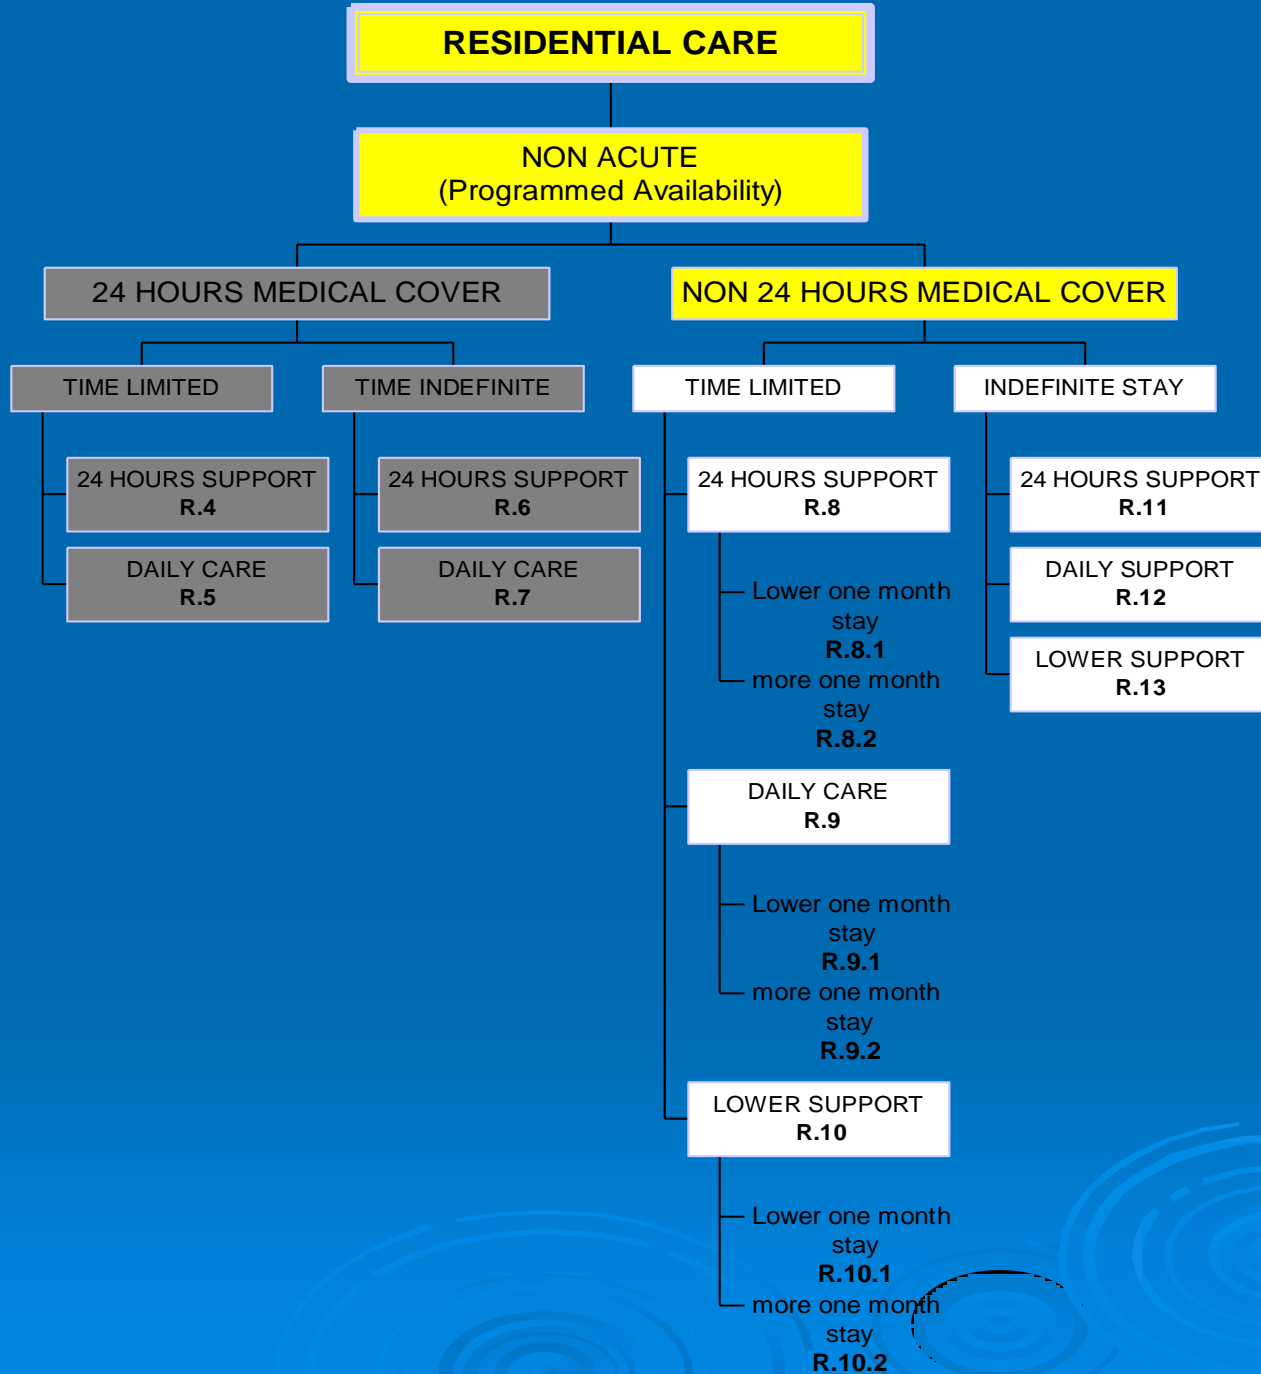 RESIDENTIAL CARE
NON ACUTE
(Programmed Availability)
24 HOURS MEDICAL COVER
NON 24 HOURS MEDICAL COVER
TIME LIMITED
TIME INDEFINITE
TIME LIMITED
INDEFINITE STAY
24 HOURS SUPPORT
R.4
DAILY CARE
R.5
24 HOURS SUPPORT
R.6
DAILY CARE
R.7
24 HOURS SUPPORT
R.8
Lower one month
stay
R.8.1
more one month
stay
R.8.2
DAILY CARE
R.9
Lower one month
stay
R.9.1
more one month
stay
R.9.2
LOWER SUPPORT
R.10
Lower one month
stay
R.10.1
more one month
stay
R.10.2
24 HOURS SUPPORT
R.11
DAILY SUPPORT
R.12
LOWER SUPPORT
R.13